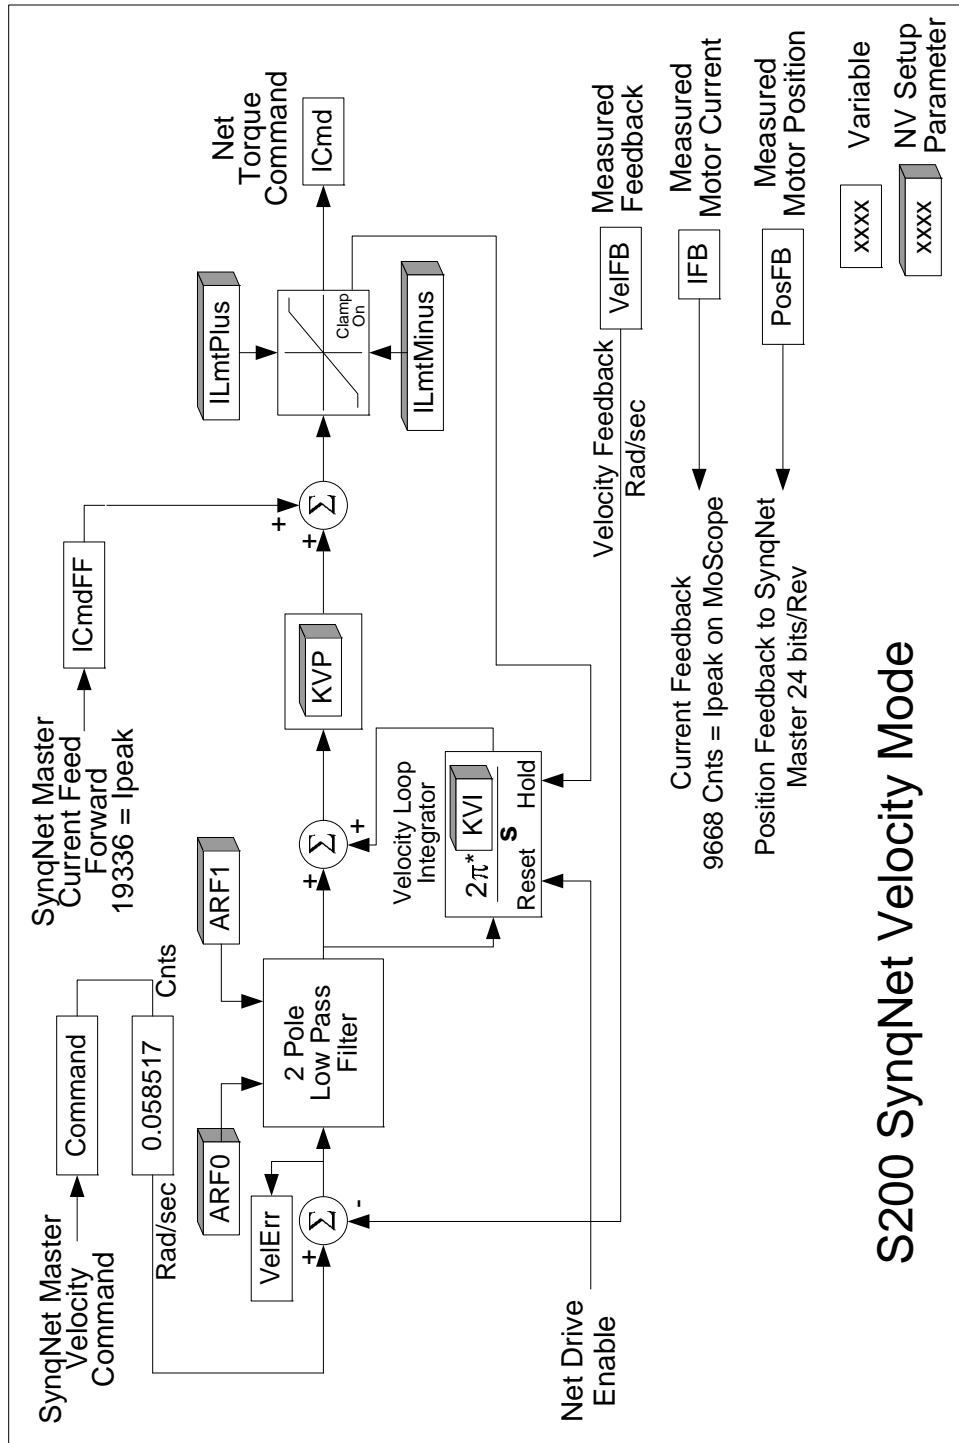 SynqNet Master
Velocity
Command
Command
0.058517
Rad/sec
Cnts
SynqNet Master
Current Feed
Forward
19336 = Ipeak
ICmdFF
ARF0
ARF1
VelErr
Σ
+
-
2 Pole
Low Pass
Filter
Σ
+
+
Velocity Loop
Integrator
2π*
KVI
s
Reset
Hold
KVP
Σ
+
+
ILmtPlus
Clamp
On
ILmtMinus
Net
Torque
Command
ICmd
Net Drive
Enable
Velocity Feedback
Rad/sec
VelFB
Measured
Feedback
Current Feedback
9668 Cnts = Ipeak on MoScope
IFB
Measured
Motor Current
Position Feedback to SynqNet
Master 24 bits/Rev
PosFB
Measured
Motor Position
xxxx
Variable
xxxx
NV Setup
Parameter
S200 SynqNet Velocity Mode